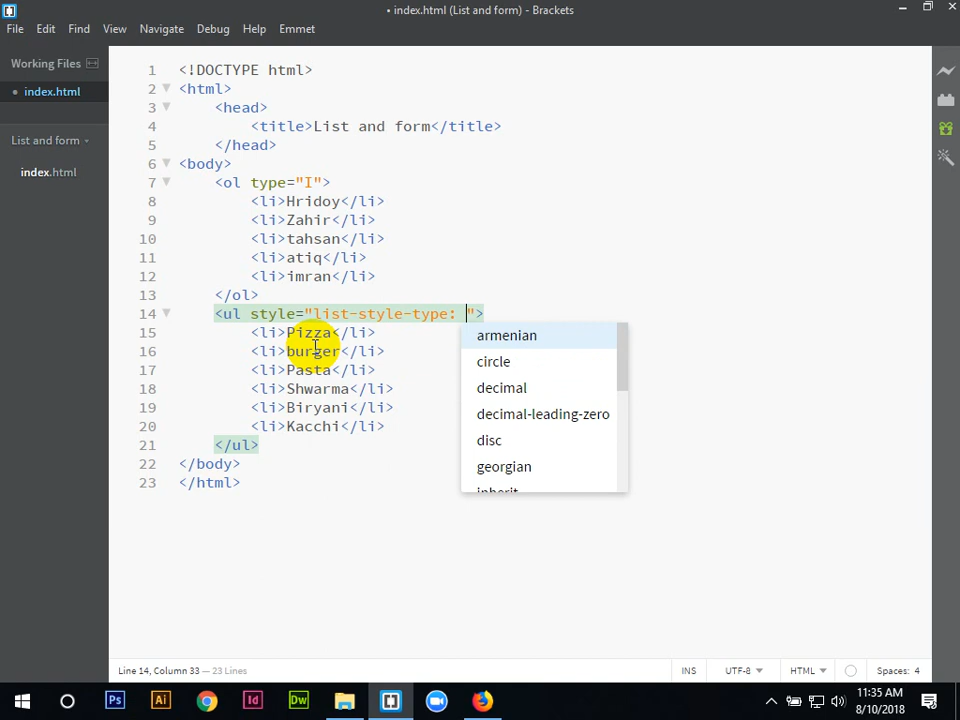 • index.html (List and form) - Brackets
File Edit Find View Navigate Debug Help Emmet
Working Files
• index.html
List and form
index.html
1 <!DOCTYPE html>
2 <html>
3 <head>
4 <title>List and form</title>
5 </head>
6 <body>
7 <ol type="I">
8 <li>Hridoy</li>
9 <li>Zahir</li>
10 <li>tahsan</li>
11 <li>atiq</li>
12 <li>imran</li>
13 </ol>
14 <ul style="list-style-type: ">
15 <li>Pizza</li>
16 <li>burger</li>
17 <li>Pasta</li>
18 <li>Shwarma</li>
19 <li>Biryani</li>
20 <li>Kacchi</li>
21 </ul>
22 </body>
23 </html>
armenian
circle
decimal
decimal-leading-zero
disc
georgian
inherit
Line 14, Column 33 — 23 Lines
INS UTF-8 HTML Spaces: 4
Ps Ai Id Dw
11:35 AM
8/10/2018